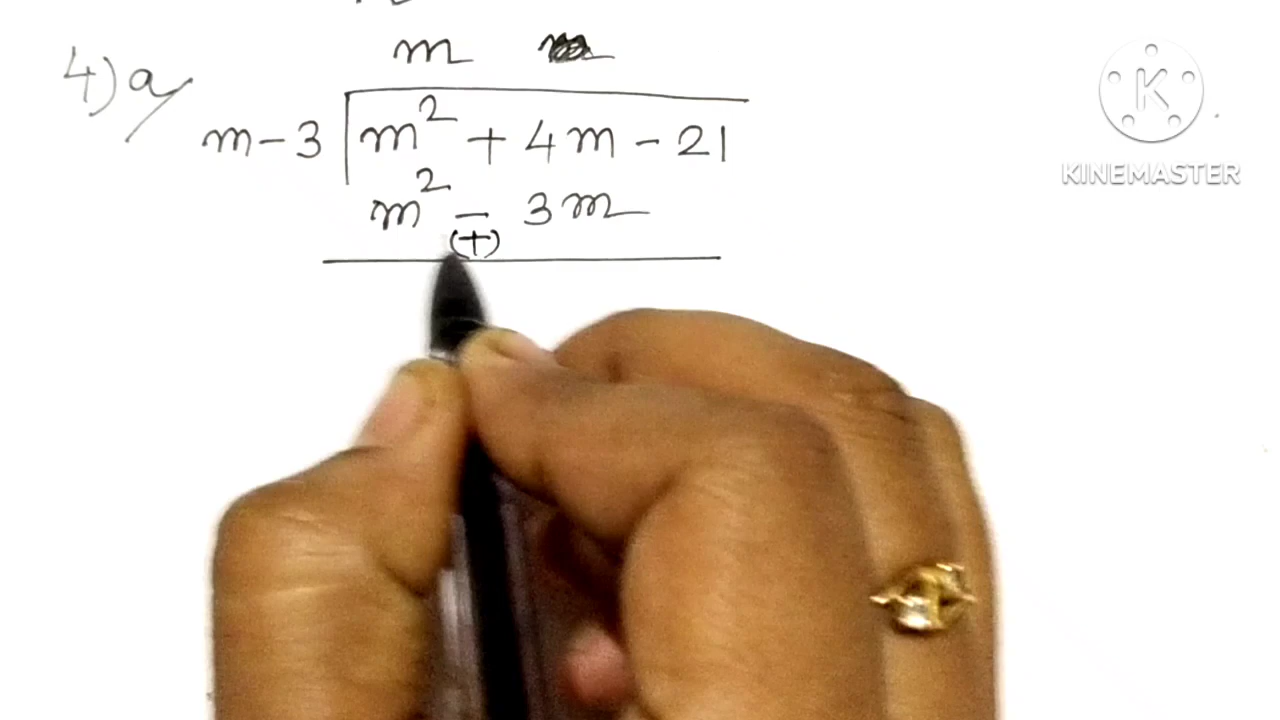 m
4) a/
m - 3 | m² + 4m - 21
m² - 3m
(+)
K
KINEMASTER